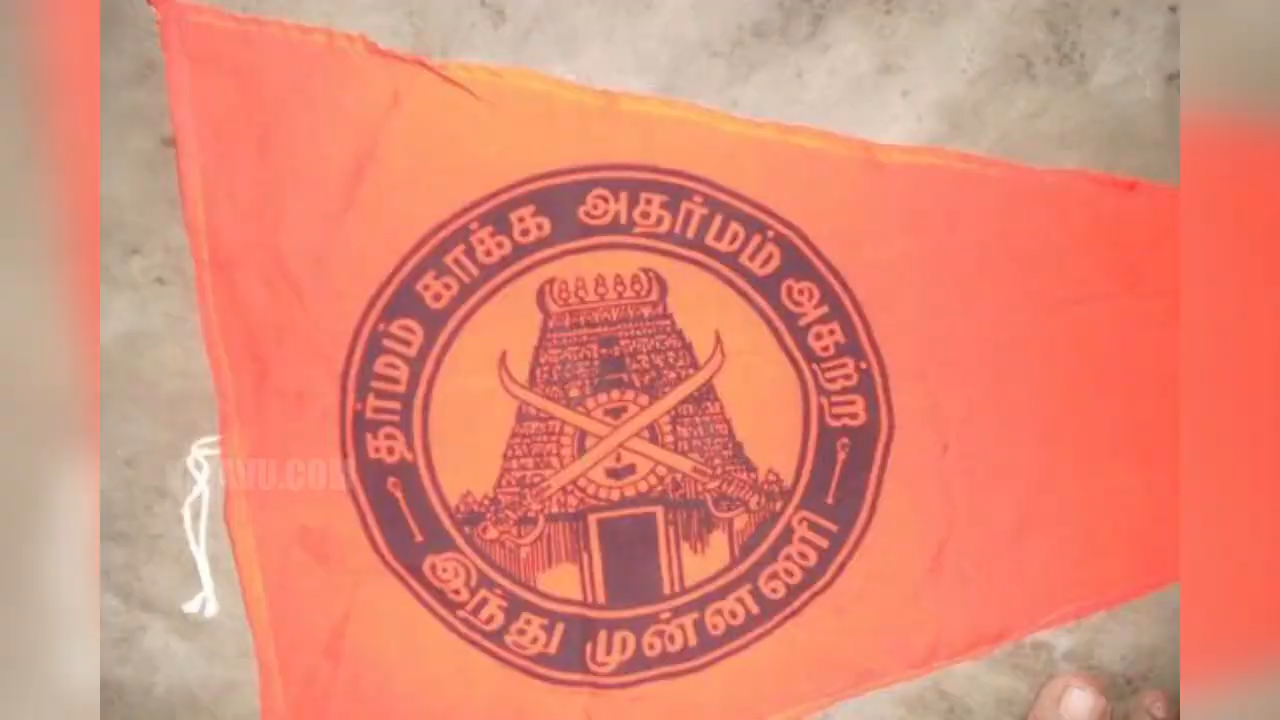 தர்மம் காக்க அதர்மம் அகற்ற
இந்து முன்னணி